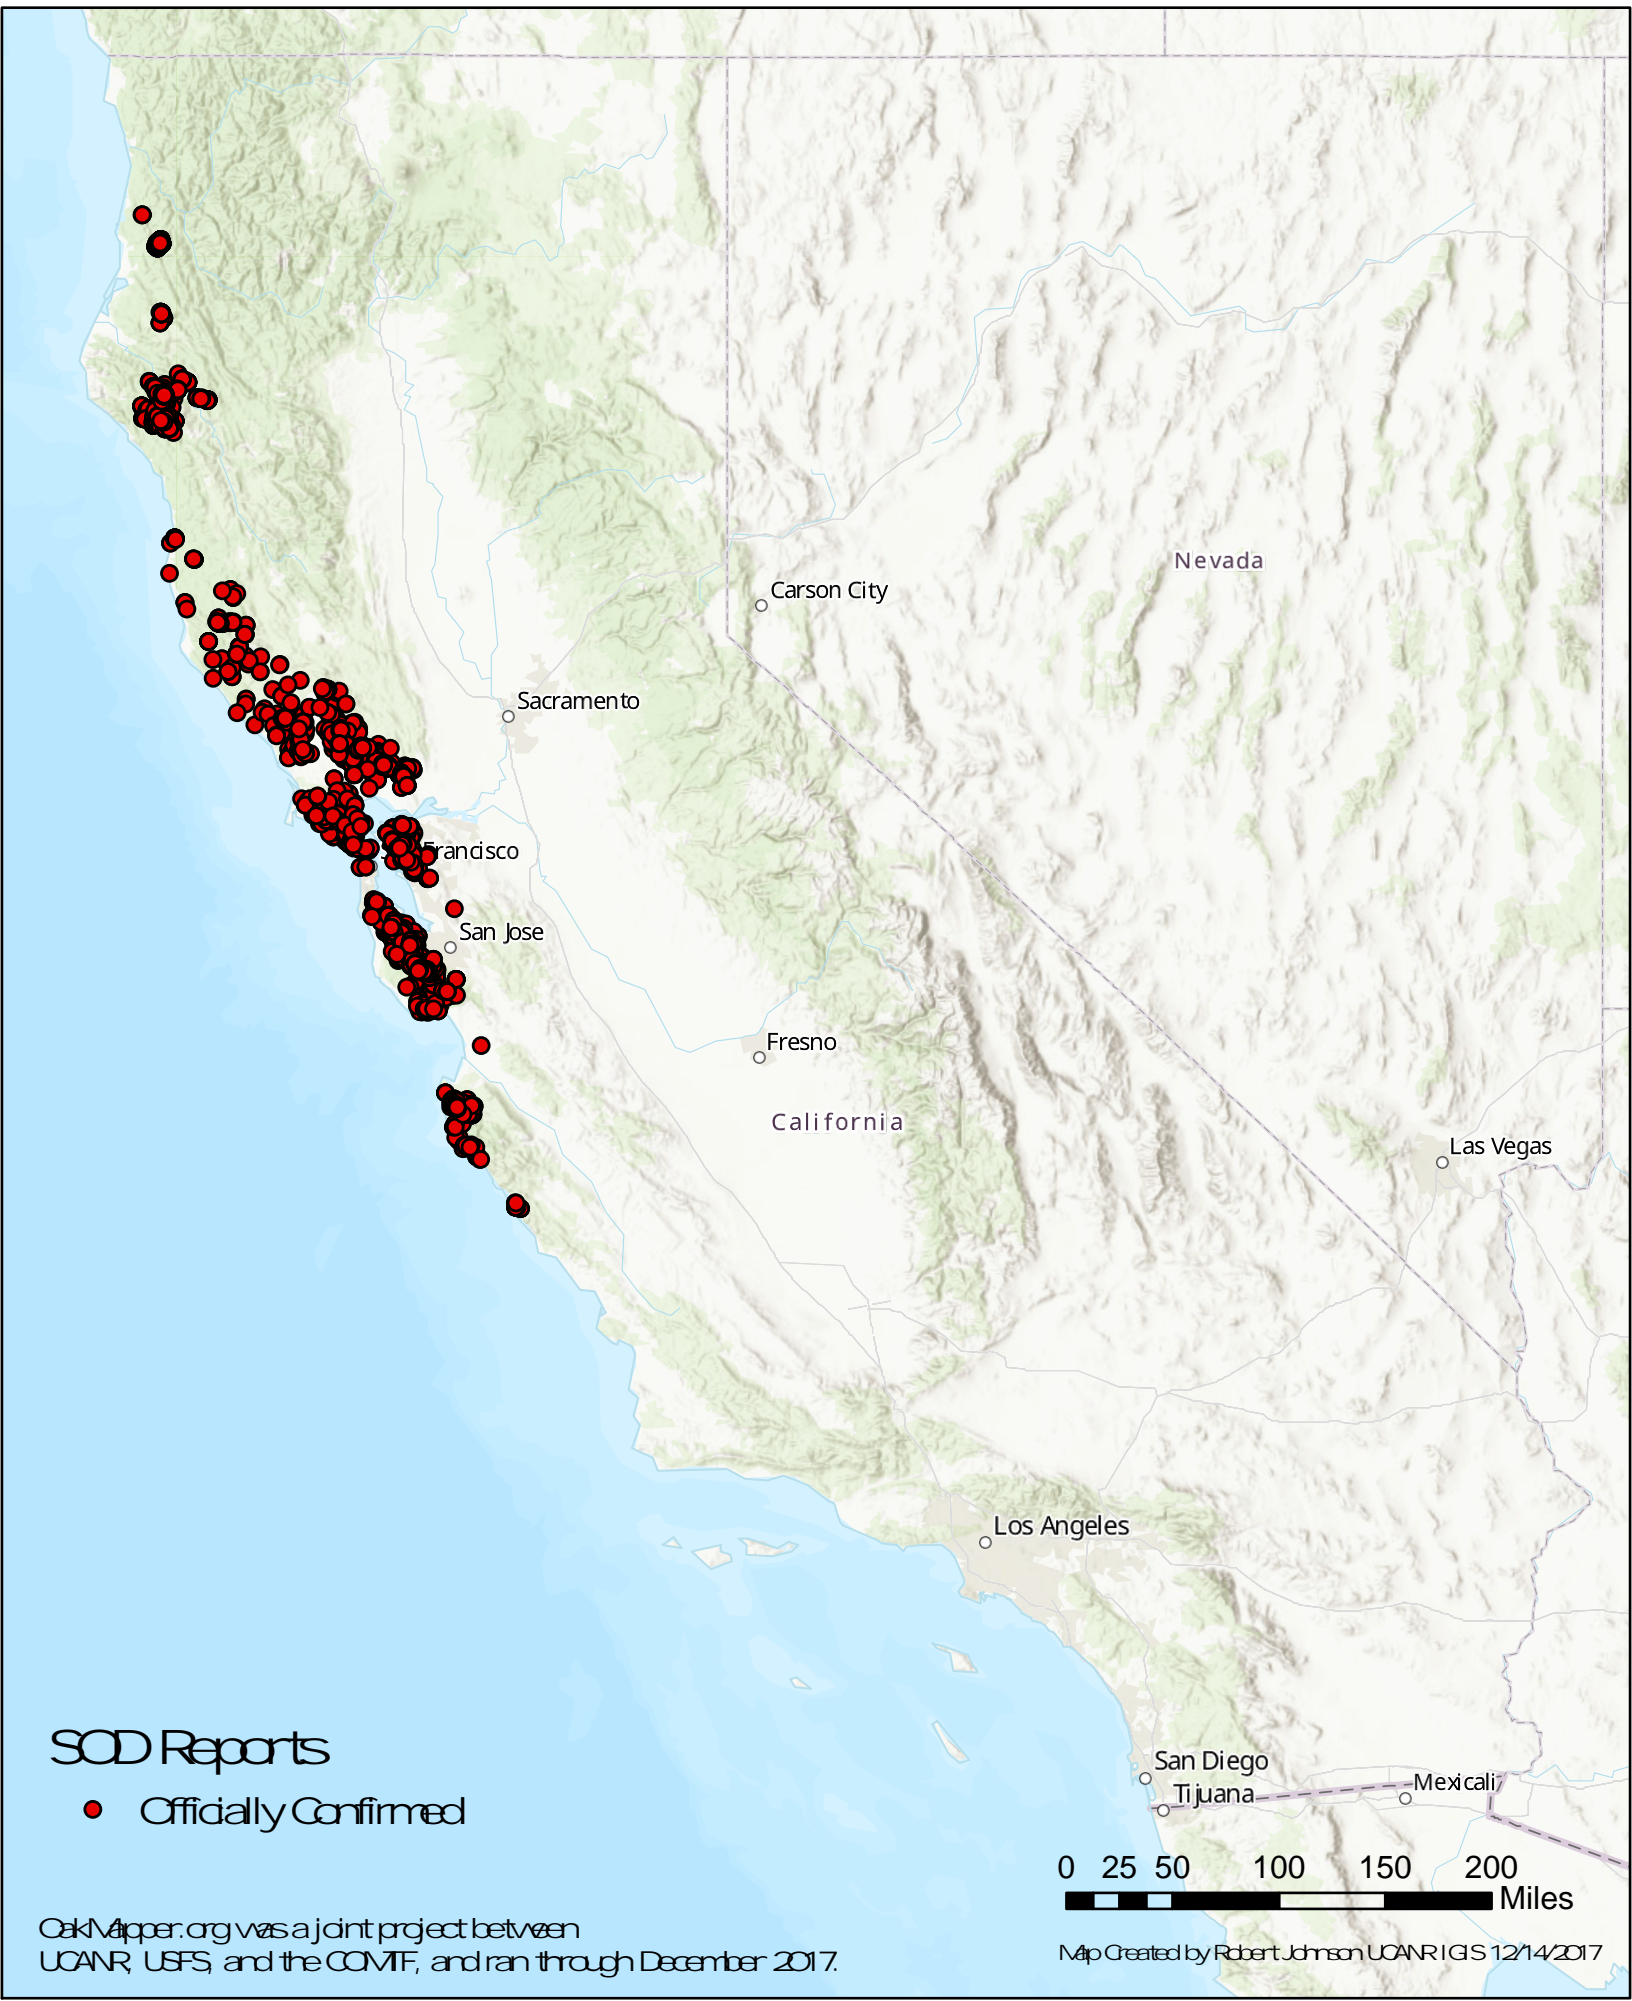 Nevada
Carson City
Sacramento
Francisco
San Jose
Fresno
California
Las Vegas
Los Angeles
San Diego
Tijuana
Mexicali
SOD Reports
Officially Confirmed
0 25 50 100 150 200
Miles
OakMapper.org was a joint project between
UCANR, USFS, and the COMTF, and ran through December 2017.
Map Created by Robert Johnson UCANR IGIS 12/14/2017